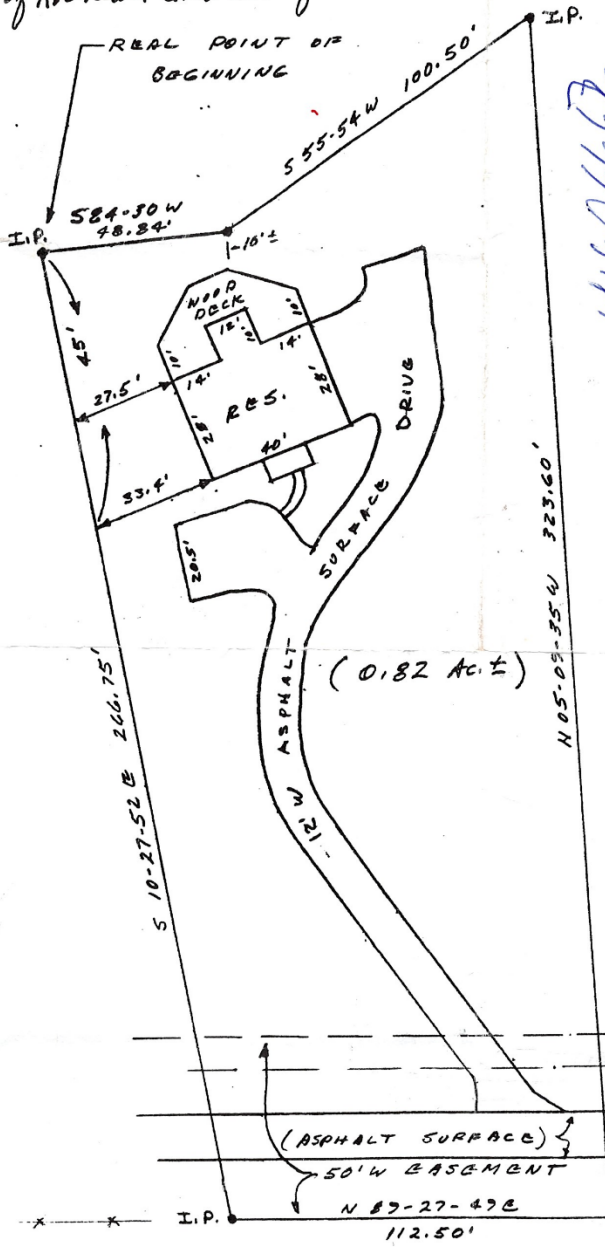 REAL POINT OF
BEGINNING
I.P.
S 55-54 W 100.50'
S84-30 W
48.84'
I.P.
10'±
WOOD
DECK
12'
10'
10'
10'
14'
14'
45'
27.5'
RES.
28'
28'
40'
33.4'
20.5'
DRIVE
SURFACE
ASPHALT
12' W
(0.82 Ac.±)
N 05-09-35 W 323.60'
S 10-27-52 E 266.75'
(ASPHALT SURFACE)
50' W EASEMENT
I.P.
N 89-27-49 E
112.50'